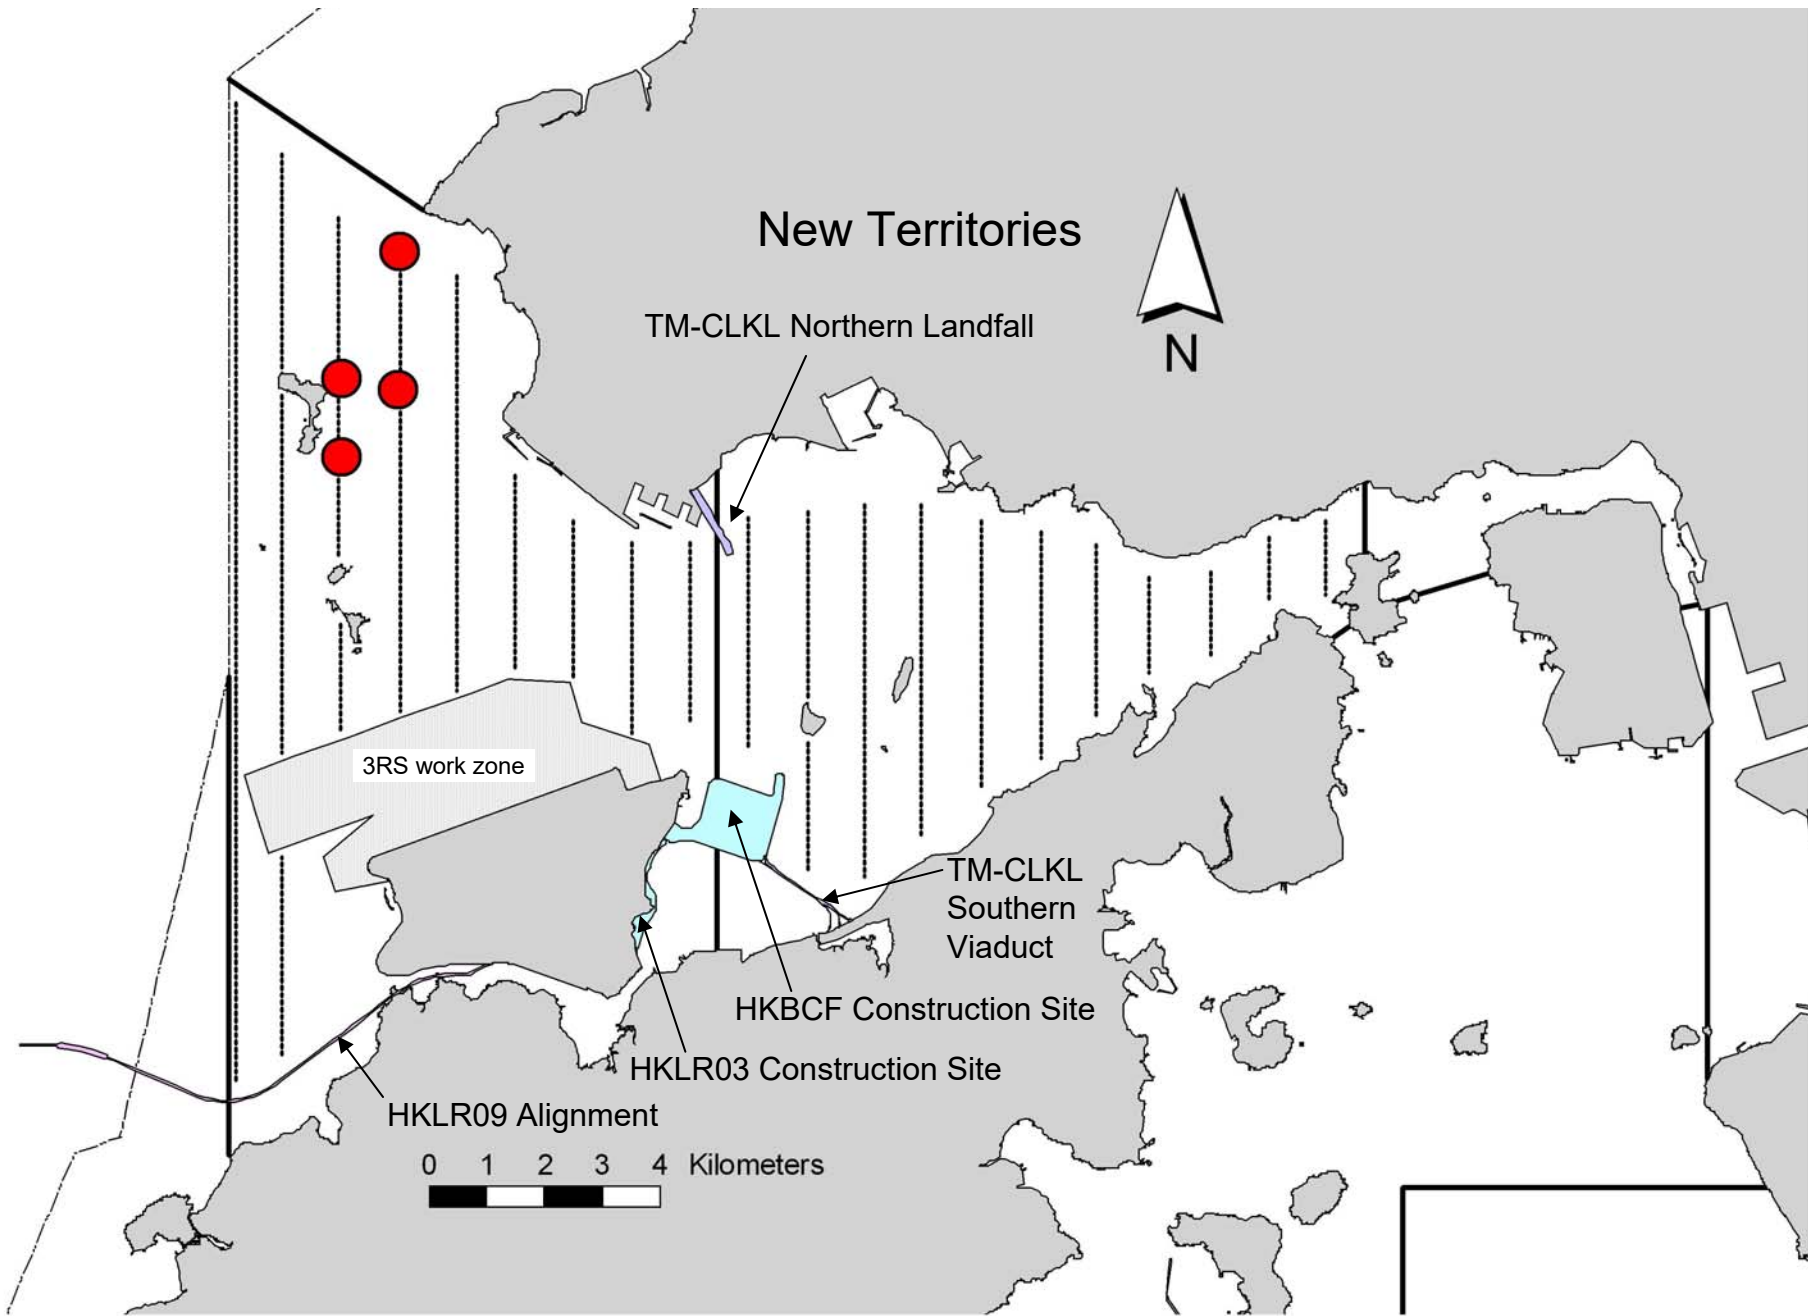 New Territories
TM-CLKL Northern Landfall
N
3RS work zone
TM-CLKL
Southern
Viaduct
HKBCF Construction Site
HKLR03 Construction Site
HKLR09 Alignment
0 1 2 3 4 Kilometers